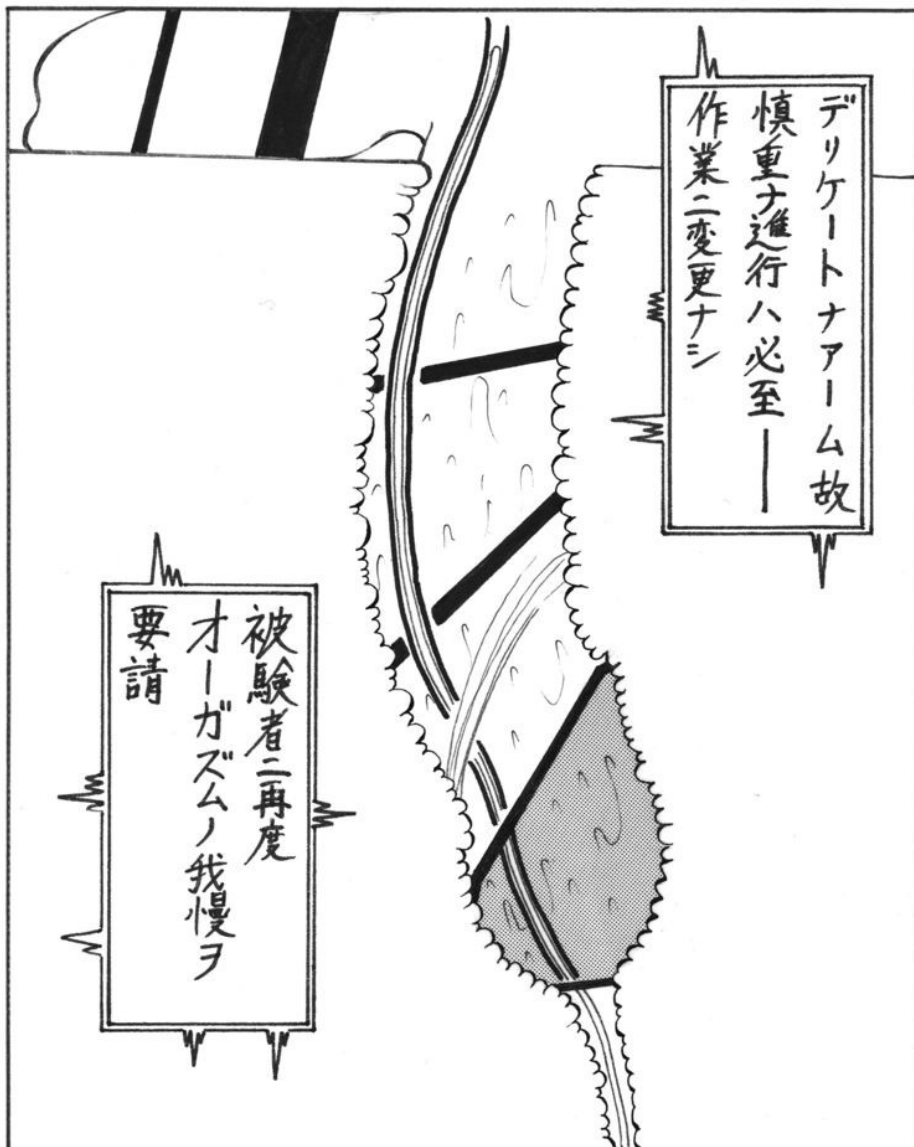 デリケートナアーム故
慎重ナ進行ハ必至――
作業ニ変更ナシ
被験者ニ再度
オーガズムノ我慢ヲ
要請